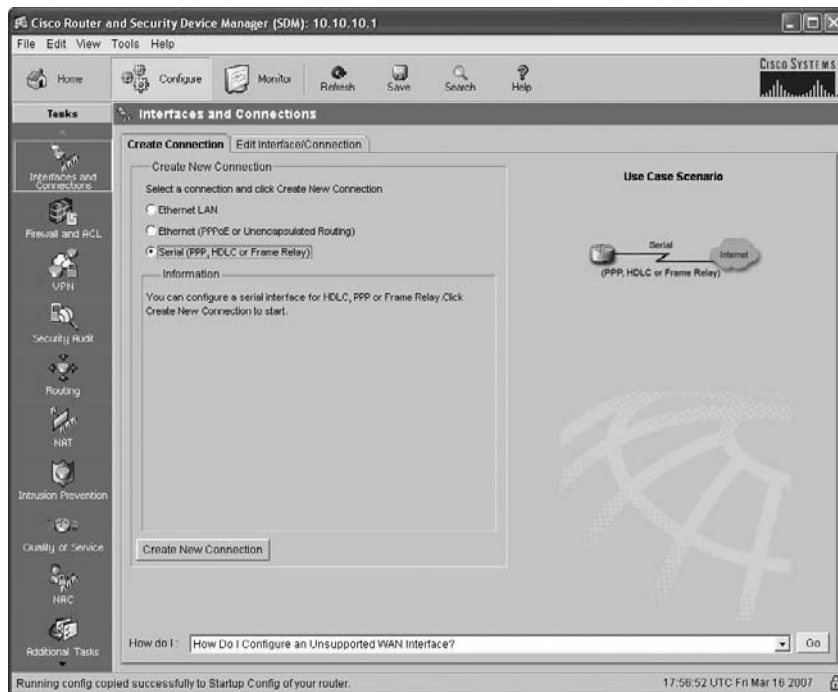 Cisco Router and Security Device Manager (SDM): 10.10.10.1
File Edit View Tools Help
Home Configure Monitor Refresh Save Search Help
CISCO SYSTEMS
Tasks
Interfaces and Connections
Create Connection Edit Interface/Connection
Create New Connection
Select a connection and click Create New Connection
Ethernet LAN
Ethernet (PPPoE or Unencapsulated Routing)
Serial (PPP, HDLC or Frame Relay)
Information
You can configure a serial interface for HDLC, PPP or Frame Relay.Click
Create New Connection to start.
Create New Connection
Use Case Scenario
Serial
Internet
(PPP, HDLC or Frame Relay)
Interfaces and
Connections
Firewall and ACL
VPN
Security Audit
Routing
NAT
Intrusion Prevention
Quality of Service
NAC
Additional Tasks
How do I : How Do I Configure an Unsupported WAN Interface? Go
Running config copied successfully to Startup Config of your router.
17:56:52 UTC Fri Mar 16 2007